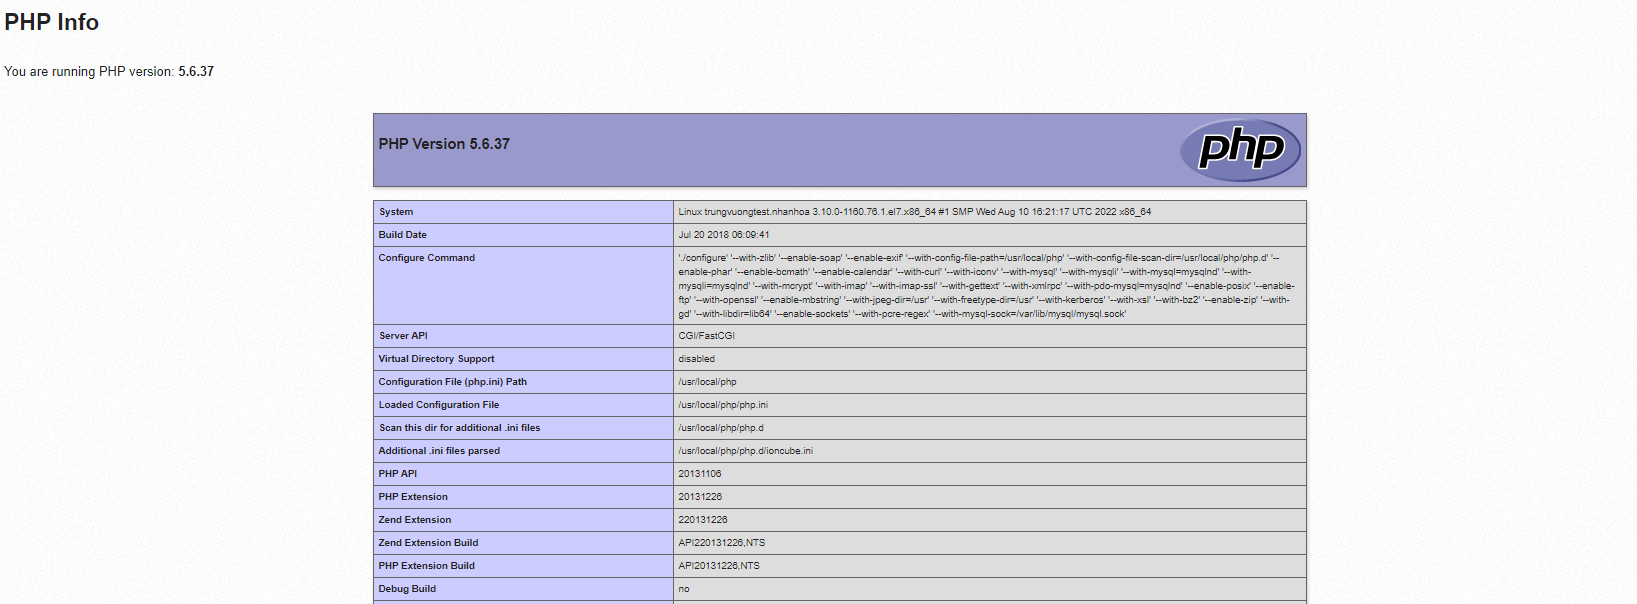 PHP Info
You are running PHP version: 5.6.37
PHP Version 5.6.37
php
System
Linux trungvuongtest.nhanhoa 3.10.0-1160.76.1.el7.x86_64 #1 SMP Wed Aug 10 16:21:17 UTC 2022 x86_64
Build Date
Jul 20 2018 06:09:41
Configure Command
'./configure' '--with-zlib' '--enable-soap' '--enable-exif' '--with-config-file-path=/usr/local/php' '--with-config-file-scan-dir=/usr/local/php/php.d' '--
enable-phar' '--enable-bcmath' '--enable-calendar' '--with-curl' '--with-iconv' '--with-mysql' '--with-mysqli' '--with-mysql=mysqlnd' '--with-
mysqli=mysqlnd' '--with-mcrypt' '--with-imap' '--with-imap-ssl' '--with-gettext' '--with-xmlrpc' '--with-pdo-mysql=mysqlnd' '--enable-posix' '--enable-
ftp' '--with-openssl' '--enable-mbstring' '--with-jpeg-dir=/usr' '--with-freetype-dir=/usr' '--with-kerberos' '--with-xsl' '--with-bz2' '--enable-zip' '--with-
gd' '--with-libdir=lib64' '--enable-sockets' '--with-pcre-regex' '--with-mysql-sock=/var/lib/mysql/mysql.sock'
Server API
CGI/FastCGI
Virtual Directory Support
disabled
Configuration File (php.ini) Path
/usr/local/php
Loaded Configuration File
/usr/local/php/php.ini
Scan this dir for additional .ini files
/usr/local/php/php.d
Additional .ini files parsed
/usr/local/php/php.d/ioncube.ini
PHP API
20131106
PHP Extension
20131226
Zend Extension
220131226
Zend Extension Build
API220131226,NTS
PHP Extension Build
API20131226,NTS
Debug Build
no